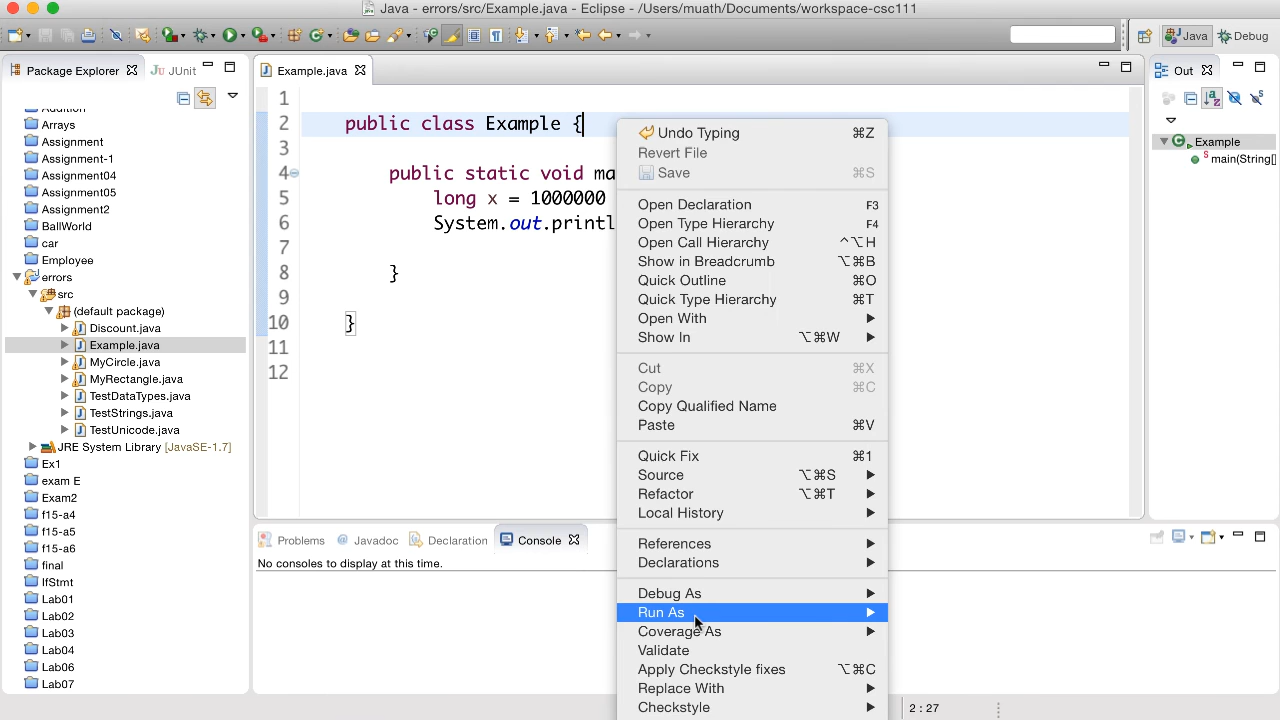 Java - errors/src/Example.java - Eclipse - /Users/muath/Documents/workspace-csc111
Java
Debug
Package Explorer
JUnit
Addition
Arrays
Assignment
Assignment-1
Assignment04
Assignment05
Assignment2
BallWorld
car
Employee
errors
src
(default package)
Discount.java
Example.java
MyCircle.java
MyRectangle.java
TestDataTypes.java
TestStrings.java
TestUnicode.java
JRE System Library [JavaSE-1.7]
Ex1
exam E
Exam2
f15-a4
f15-a5
f15-a6
final
IfStmt
Lab01
Lab02
Lab03
Lab04
Lab06
Lab07
Example.java
1
2 public class Example {
3
4 public static void ma
5 long x = 1000000
6 System.out.printl
7
8 }
9
10 }
11
12
Undo Typing ⌘Z
Revert File
Save ⌘S
Open Declaration F3
Open Type Hierarchy F4
Open Call Hierarchy ^⌥H
Show in Breadcrumb ⌥⌘B
Quick Outline ⌘O
Quick Type Hierarchy ⌘T
Open With
Show In ⌥⌘W
Cut ⌘X
Copy ⌘C
Copy Qualified Name
Paste ⌘V
Quick Fix ⌘1
Source ⌥⌘S
Refactor ⌥⌘T
Local History
References
Declarations
Debug As
Run As
Coverage As
Validate
Apply Checkstyle fixes ⌥⌘C
Replace With
Checkstyle
Out
Example
main(String[]
Problems
Javadoc
Declaration
Console
No consoles to display at this time.
2 : 27